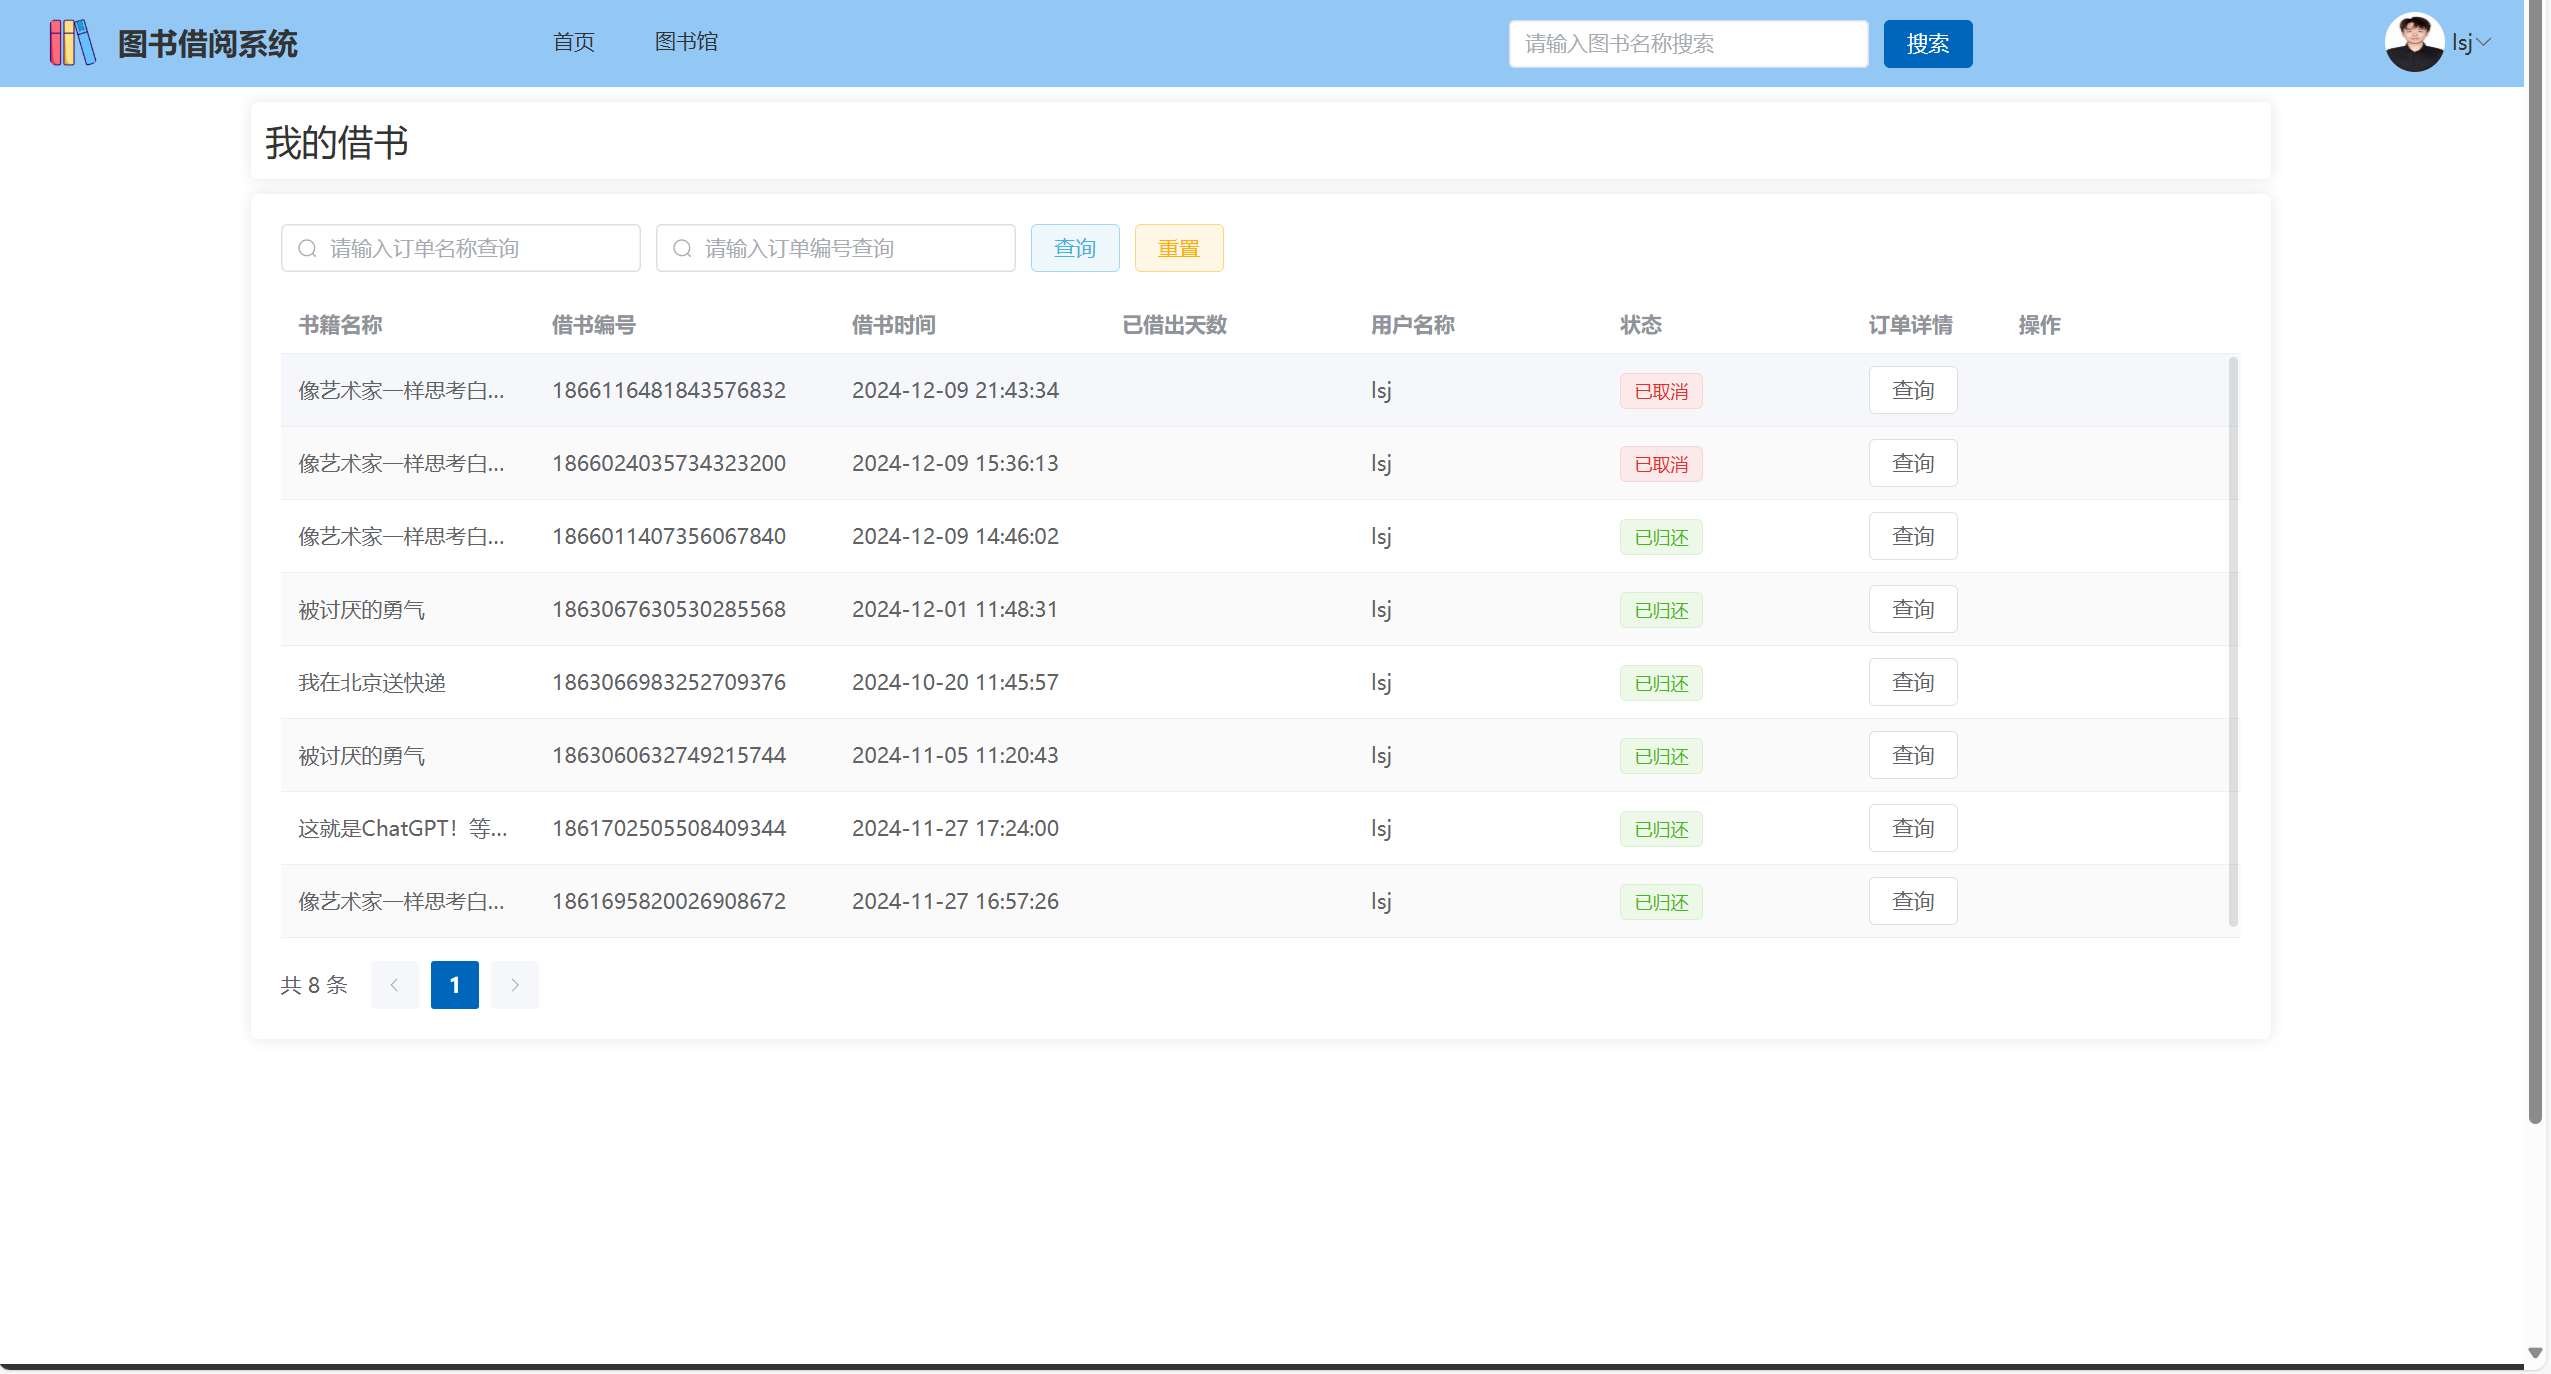 图书借阅系统 首页 图书馆 请输入图书名称搜索 搜索 lsj
我的借书
请输入订单名称查询 请输入订单编号查询 查询 重置
书籍名称 借书编号 借书时间 已借出天数 用户名称 状态 订单详情 操作
像艺术家一样思考白... 1866116481843576832 2024-12-09 21:43:34 lsj 已取消 查询
像艺术家一样思考白... 1866024035734323200 2024-12-09 15:36:13 lsj 已取消 查询
像艺术家一样思考白... 1866011407356067840 2024-12-09 14:46:02 lsj 已归还 查询
被讨厌的勇气 1863067630530285568 2024-12-01 11:48:31 lsj 已归还 查询
我在北京送快递 1863066983252709376 2024-10-20 11:45:57 lsj 已归还 查询
被讨厌的勇气 1863060632749215744 2024-11-05 11:20:43 lsj 已归还 查询
这就是ChatGPT！等... 1861702505508409344 2024-11-27 17:24:00 lsj 已归还 查询
像艺术家一样思考白... 1861695820026908672 2024-11-27 16:57:26 lsj 已归还 查询
共 8 条 1